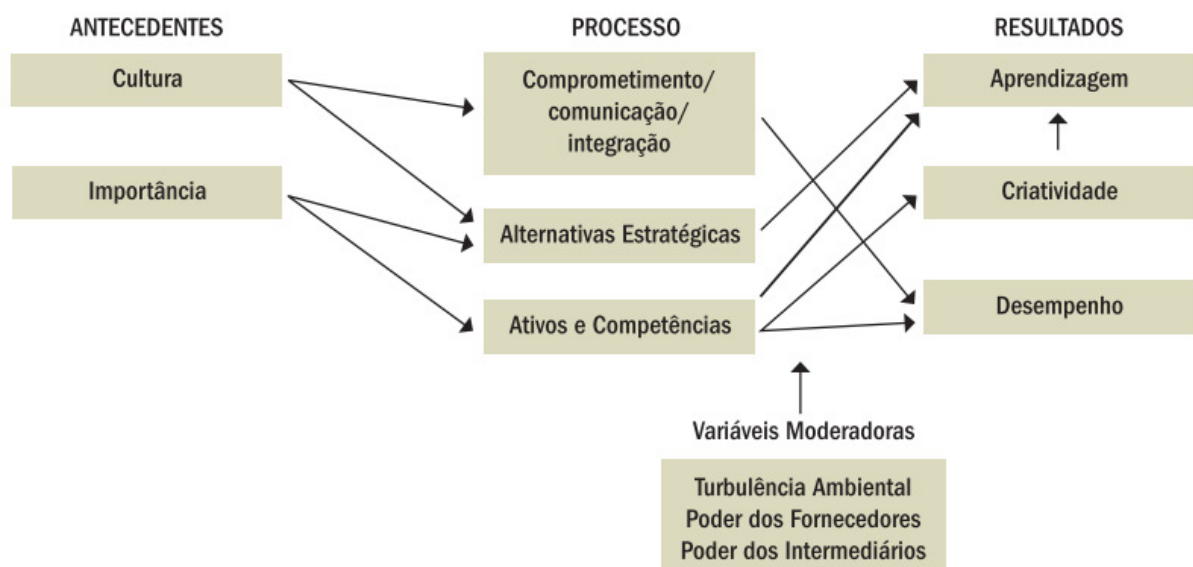 ANTECEDENTES
PROCESSO
RESULTADOS
Cultura
Comprometimento/
comunicação/
integração
Aprendizagem
Importância
Criatividade
Alternativas Estratégicas
Ativos e Competências
Desempenho
Variáveis Moderadoras
Turbulência Ambiental
Poder dos Fornecedores
Poder dos Intermediários